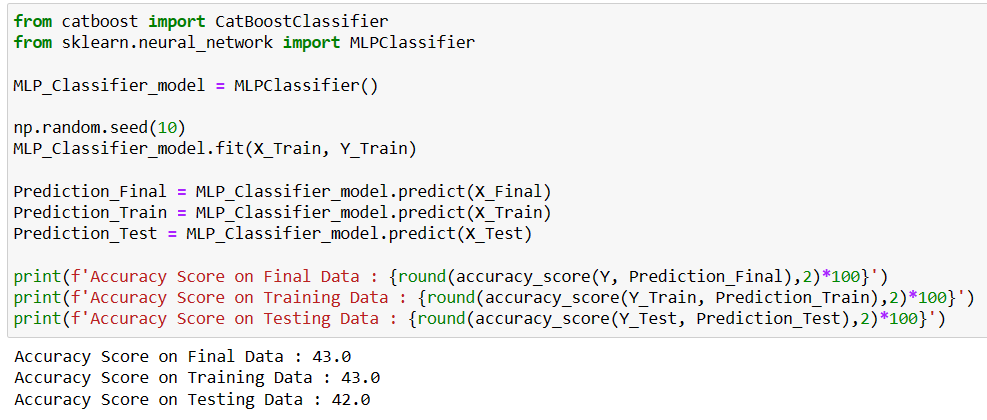 from catboost import CatBoostClassifier
from sklearn.neural_network import MLPClassifier
MLP_Classifier_model = MLPClassifier()
np.random.seed(10)
MLP_Classifier_model.fit(X_Train, Y_Train)
Prediction_Final = MLP_Classifier_model.predict(X_Final)
Prediction_Train = MLP_Classifier_model.predict(X_Train)
Prediction_Test = MLP_Classifier_model.predict(X_Test)
print(f'Accuracy Score on Final Data : {round(accuracy_score(Y, Prediction_Final),2)*100}')
print(f'Accuracy Score on Training Data : {round(accuracy_score(Y_Train, Prediction_Train),2)*100}')
print(f'Accuracy Score on Testing Data : {round(accuracy_score(Y_Test, Prediction_Test),2)*100}')
Accuracy Score on Final Data : 43.0
Accuracy Score on Training Data : 43.0
Accuracy Score on Testing Data : 42.0